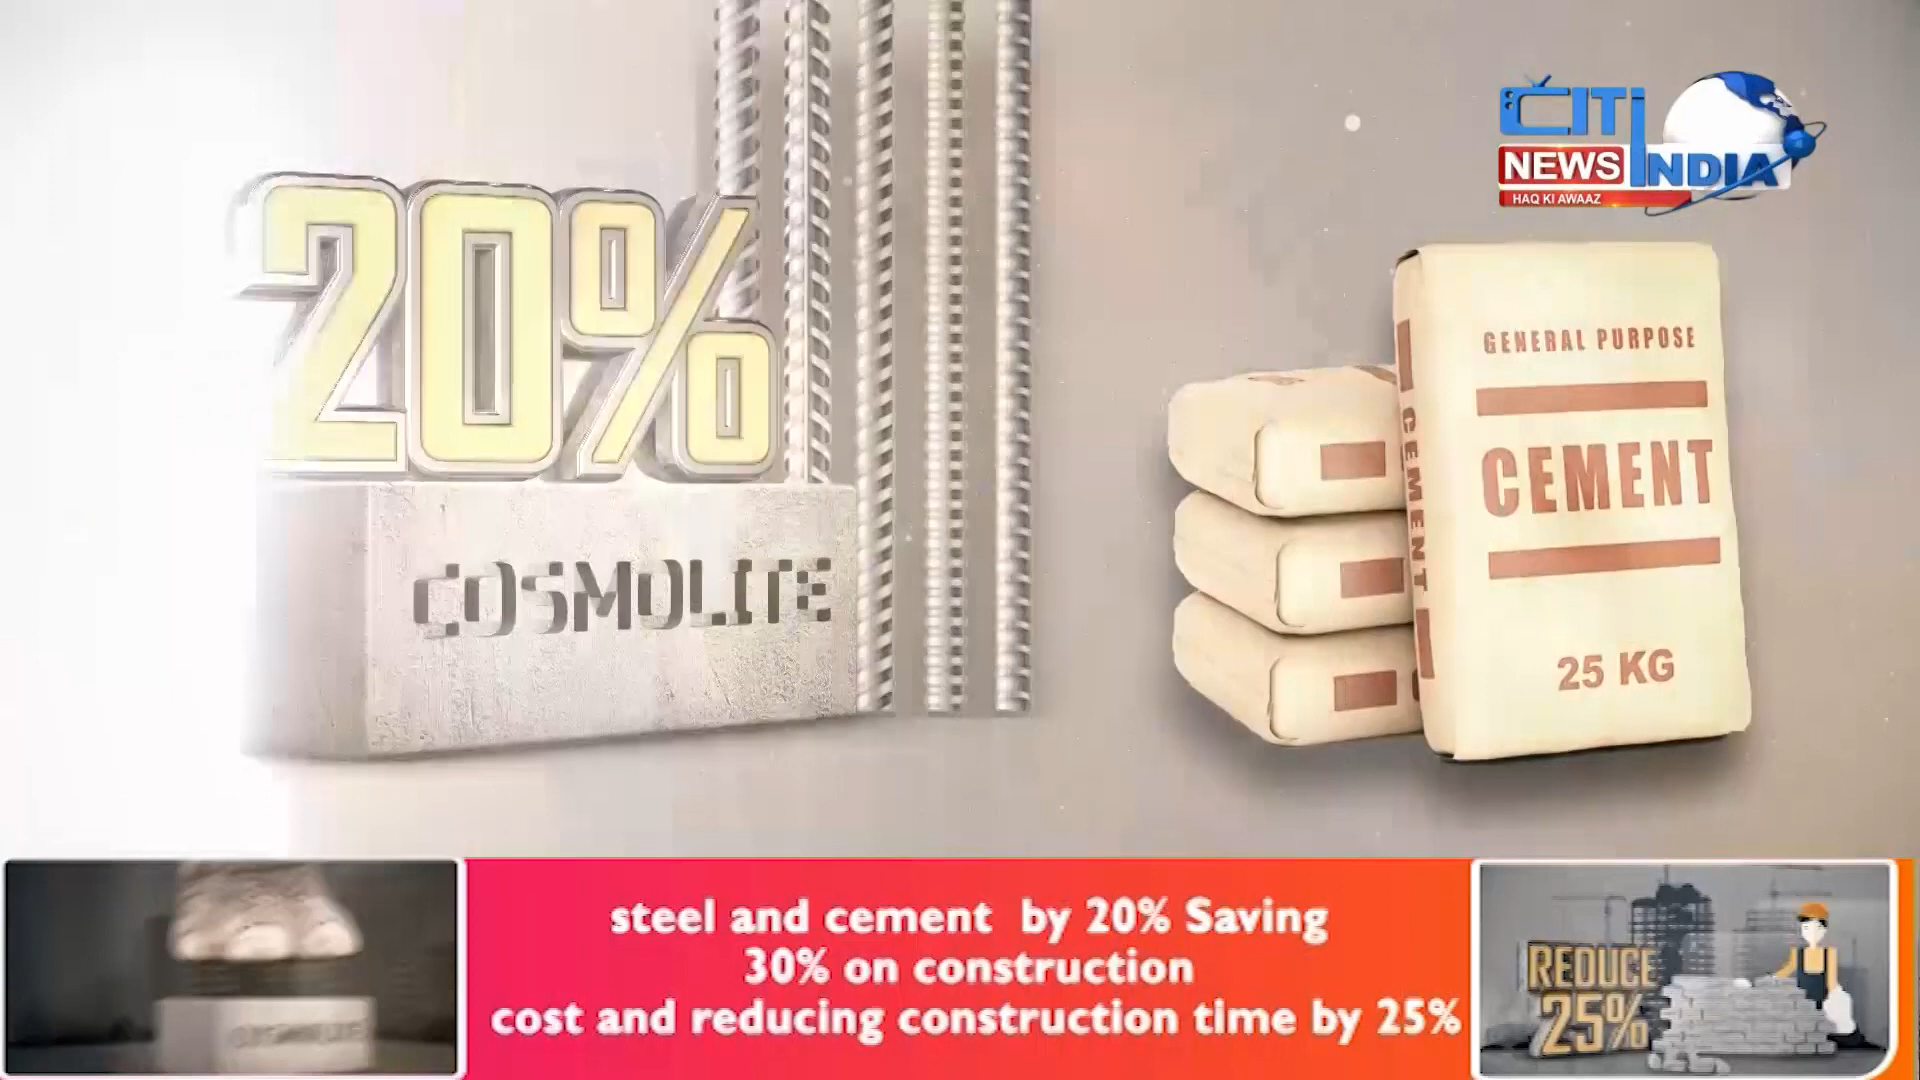 CITI
NEWS INDIA
HAQ KI AWAAZ
20%
COSMOLITE
GENERAL PURPOSE
CEMENT
CEMENT
25 KG
steel and cement by 20% Saving
30% on construction
cost and reducing construction time by 25%
COSMOLITE
REDUCE
25%